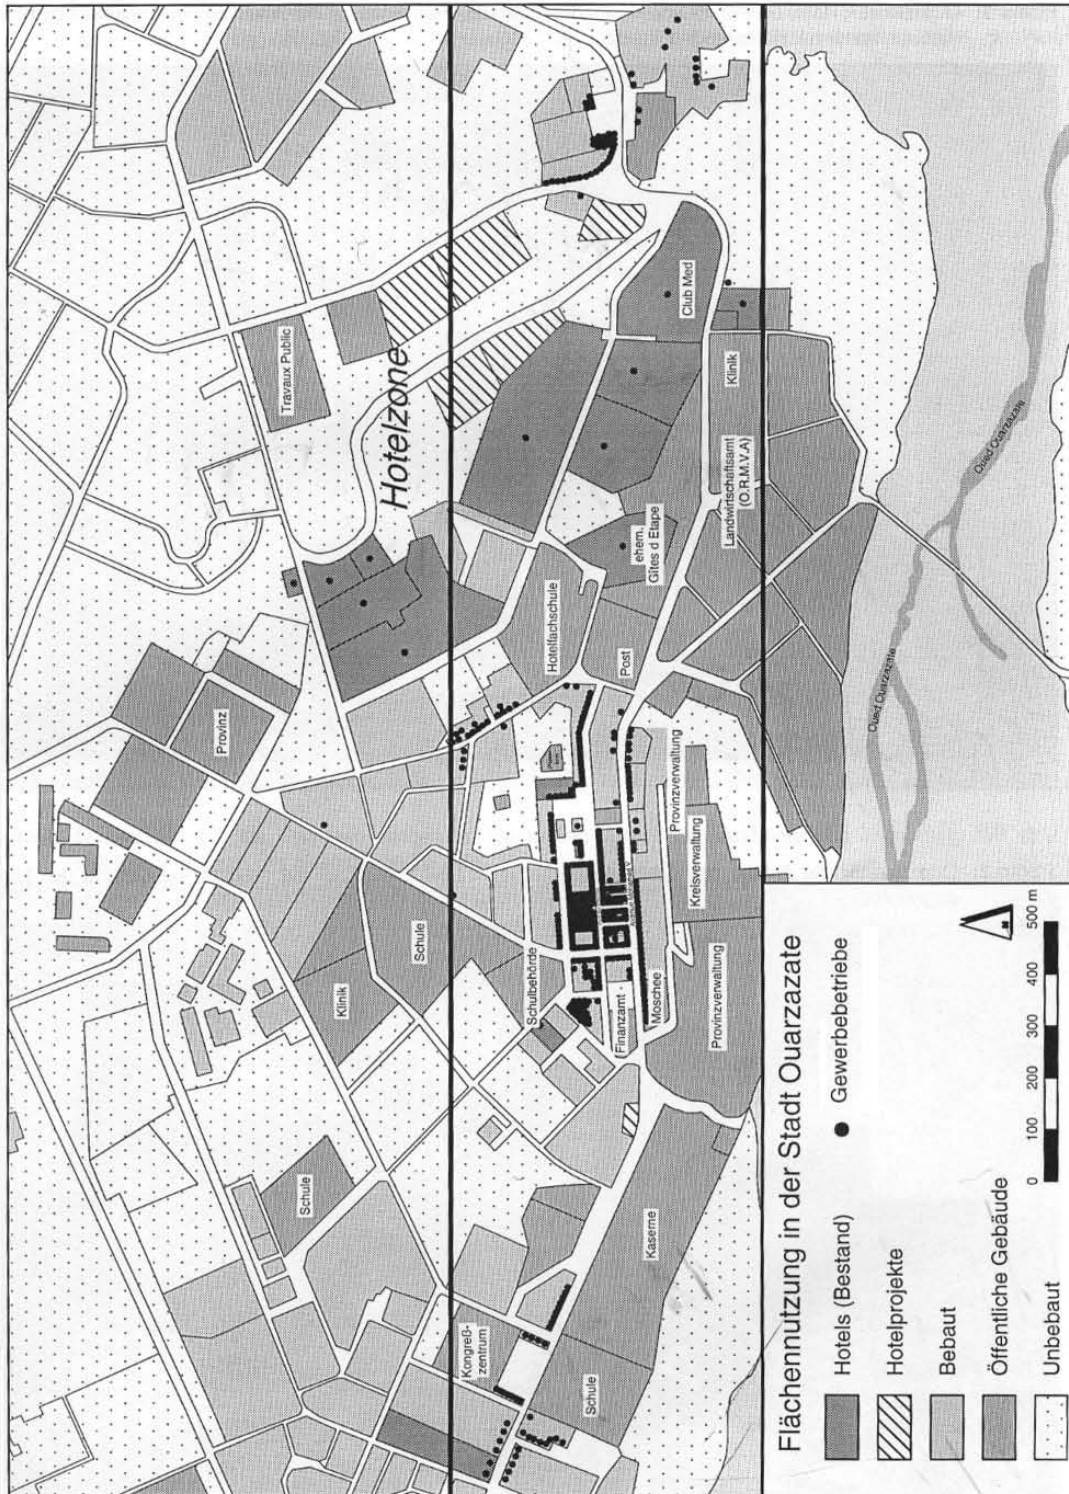 Flächennutzung in der Stadt Ouarzazate
Hotels (Bestand)
Hotelprojekte
Bebaut
Öffentliche Gebäude
Unbebaut
Gewerbebetriebe
0 100 200 300 400 500 m
N
Hotelzone
Travaux Public
Provinz
Klinik
Schule
Schule
Schulbehörde
Kongreß-
zentrum
Schule
Kaserne
Finanzamt
Moschee
Provinzverwaltung
Kreisverwaltung
Provinzverwaltung
Post
Hotelfachschule
ehem.
Gîtes d Etape
Landwirtschaftsamt
(O.R.M.V.A)
Klinik
Club Med
Oued Ouarzazate
Oued Ouarzazate